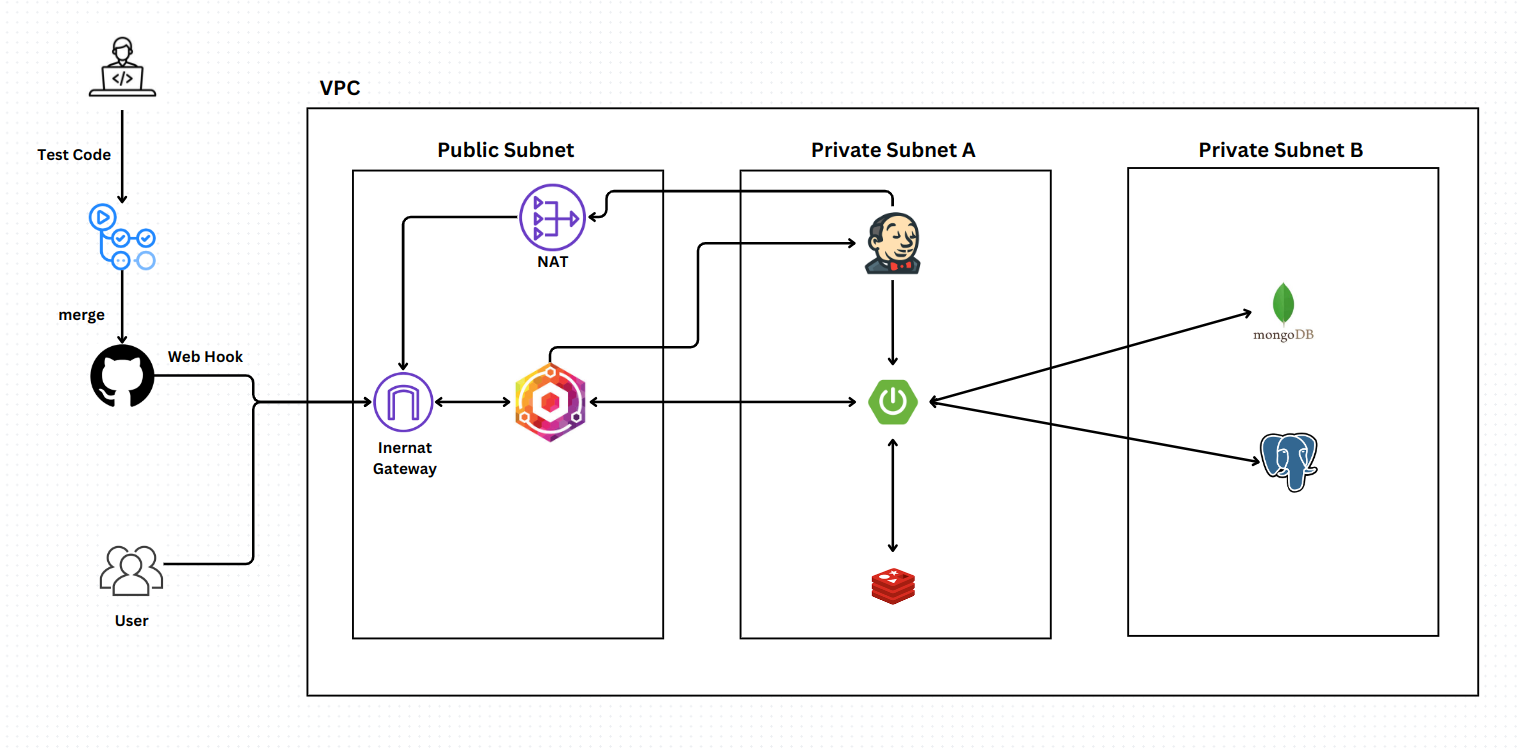 VPC
Public Subnet
Private Subnet A
Private Subnet B
Test Code
</>
NAT
merge
Web Hook
mongoDB
Inernat
Gateway
User